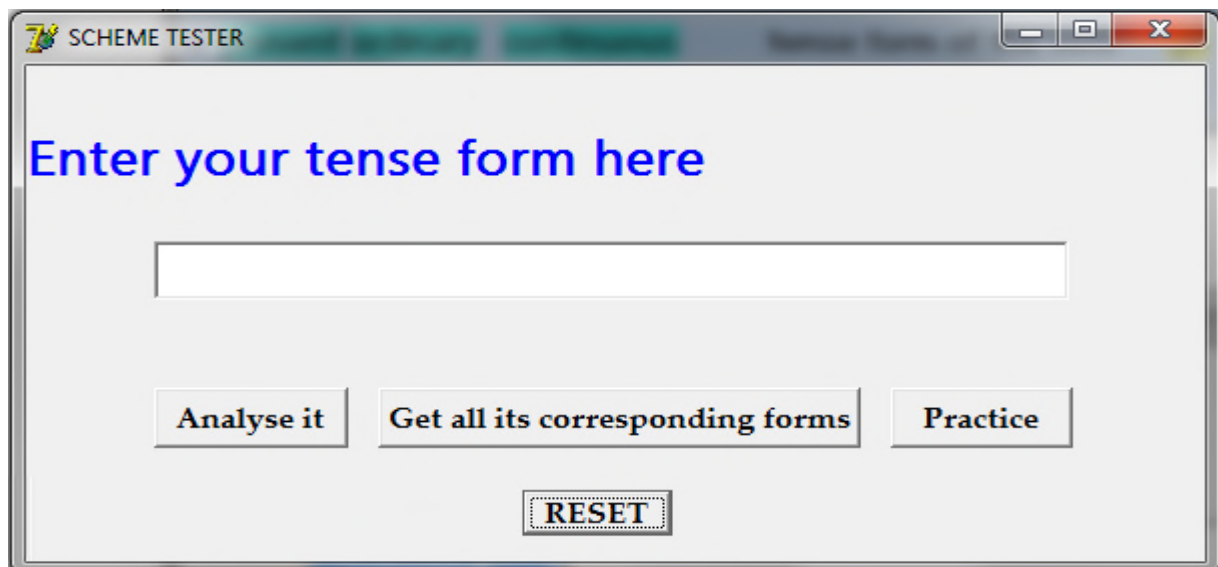 SCHEME TESTER
Enter your tense form here
Analyse it Get all its corresponding forms Practice
RESET